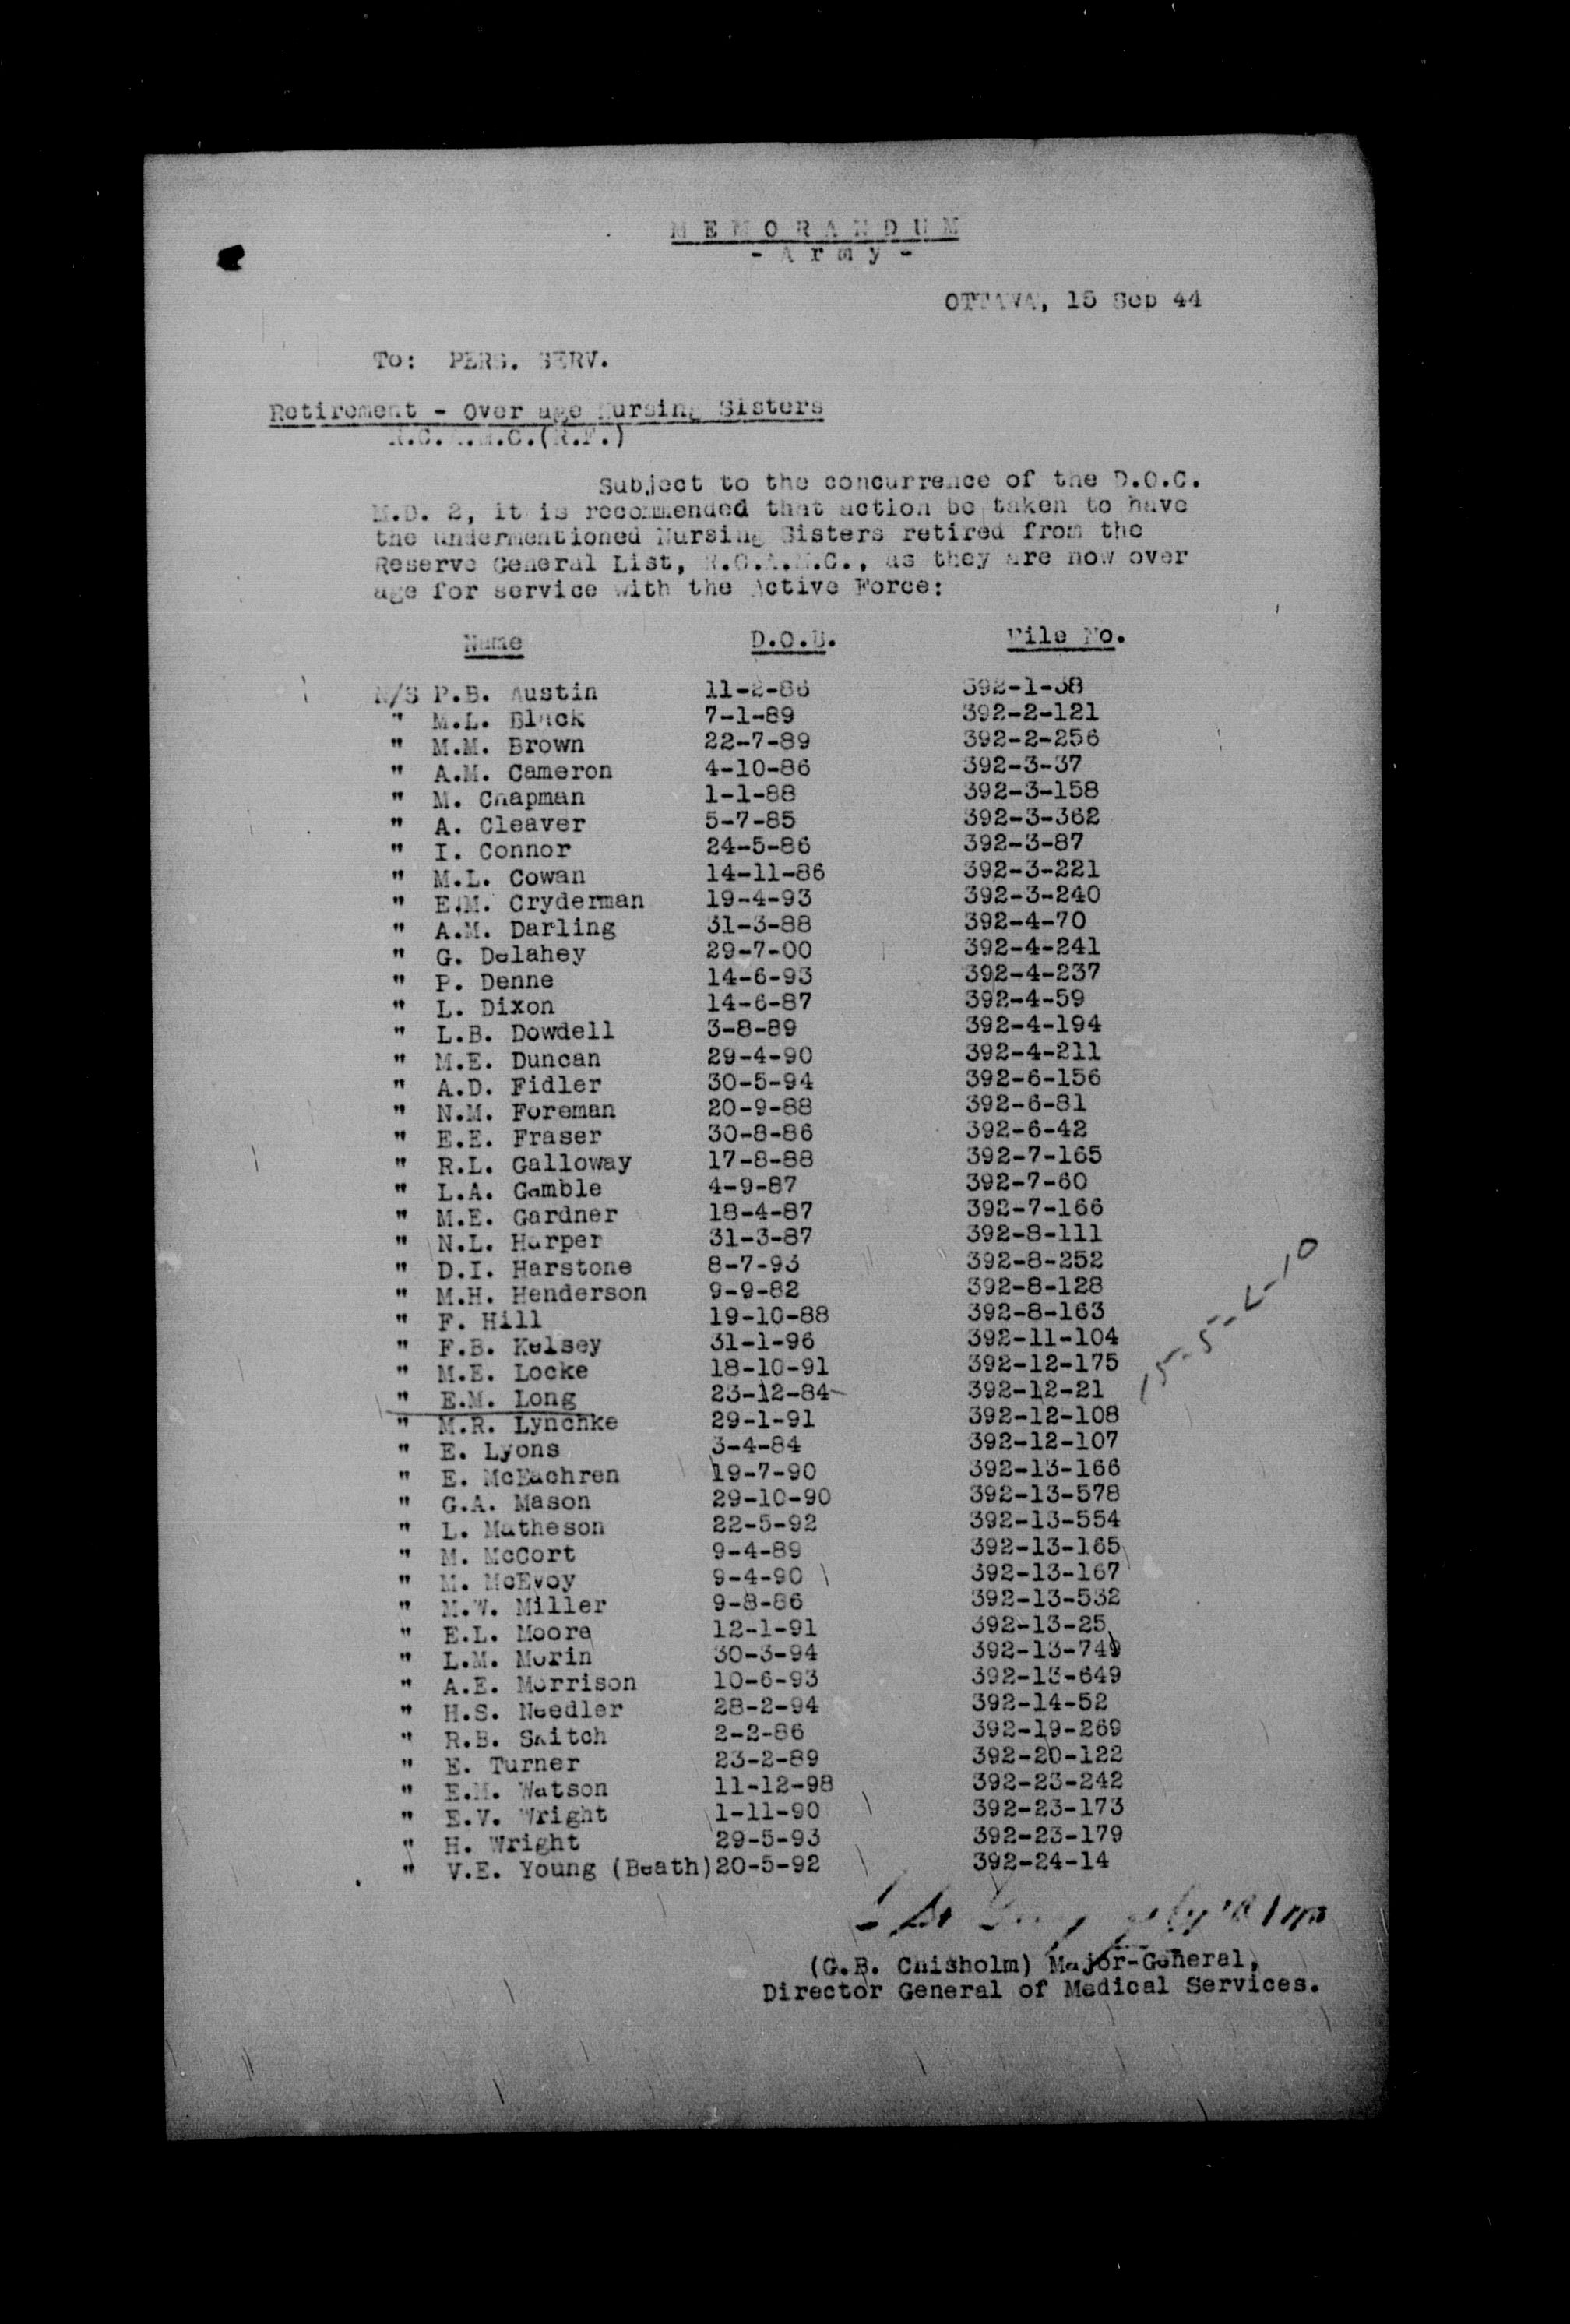 MEMORANDUM
- Army -
OTTAWA, 15 Sep 44
To: PERS. SERV.
Retirement - Over age Nursing Sisters
R.C.A.M.C.(R.F.)
Subject to the concurrence of the D.O.C.
M.D. 2, it is recommended that action be taken to have
the undermentioned Nursing Sisters retired from the
Reserve General List, R.C.A.M.C., as they are now over
age for service with the Active Force:
Name D.O.B. File No.
N/S P.B. Austin 11-2-86 392-1-38
" M.L. Black 7-1-89 392-2-121
" M.M. Brown 22-7-89 392-2-256
" A.M. Cameron 4-10-86 392-3-37
" M. Chapman 1-1-88 392-3-158
" A. Cleaver 5-7-85 392-3-362
" I. Connor 24-5-86 392-3-87
" M.L. Cowan 14-11-86 392-3-221
" E.M. Cryderman 19-4-93 392-3-240
" A.M. Darling 31-3-88 392-4-70
" G. Delahey 29-7-00 392-4-241
" P. Denne 14-6-93 392-4-237
" L. Dixon 14-6-87 392-4-59
" L.B. Dowdell 3-8-89 392-4-194
" M.E. Duncan 29-4-90 392-4-211
" A.D. Fidler 30-5-94 392-6-156
" N.M. Foreman 20-9-88 392-6-81
" E.E. Fraser 30-8-86 392-6-42
" R.L. Galloway 17-8-88 392-7-165
" L.A. Gamble 4-9-87 392-7-60
" M.E. Gardner 18-4-87 392-7-166
" N.L. Harper 31-3-87 392-8-111
" D.I. Harstone 8-7-93 392-8-252
" M.H. Henderson 9-9-82 392-8-128
" F. Hill 19-10-88 392-8-163
" F.B. Kelsey 31-1-96 392-11-104
" M.E. Locke 18-10-91 392-12-175
" E.M. Long 23-12-84 392-12-21
" M.R. Lynchke 29-1-91 392-12-108
" E. Lyons 3-4-84 392-12-107
" E. McEachren 19-7-90 392-13-166
" G.A. Mason 29-10-90 392-13-578
" L. Matheson 22-5-92 392-13-554
" M. McCort 9-4-89 392-13-165
" M. McEvoy 9-4-90 392-13-167
" M.W. Miller 9-8-86 392-13-532
" E.L. Moore 12-1-91 392-13-25
" L.M. Morin 30-3-94 392-13-749
" A.E. Morrison 10-6-93 392-13-649
" H.S. Needler 28-2-94 392-14-52
" R.B. Skitch 2-2-86 392-19-269
" E. Turner 23-2-89 392-20-122
" E.M. Watson 11-12-98 392-23-242
" E.V. Wright 1-11-90 392-23-173
" H. Wright 29-5-93 392-23-179
" V.E. Young (Beath) 20-5-92 392-24-14
(G.B. Chisholm) Major-General,
Director General of Medical Services.